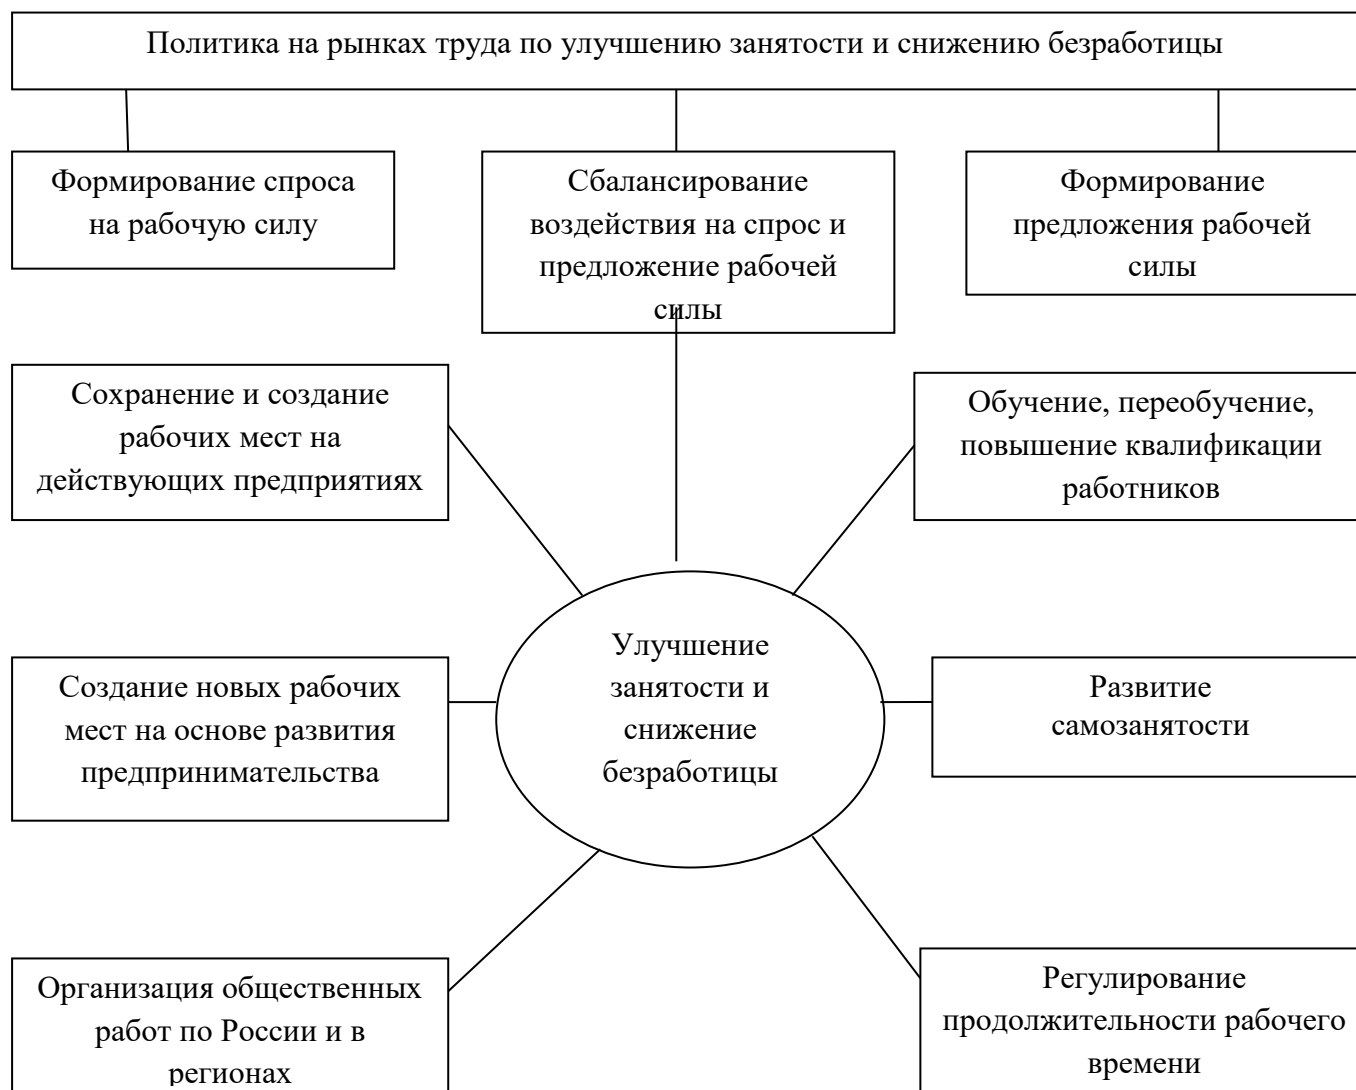 Политика на рынках труда по улучшению занятости и снижению безработицы
Формирование спроса
на рабочую силу
Сбалансирование
воздействия на спрос и
предложение рабочей
силы
Формирование
предложения рабочей
силы
Сохранение и создание
рабочих мест на
действующих предприятиях
Обучение, переобучение,
повышение квалификации
работников
Улучшение
занятости и
снижение
безработицы
Создание новых рабочих
мест на основе развития
предпринимательства
Развитие
самозанятости
Организация общественных
работ по России и в
регионах
Регулирование
продолжительности рабочего
времени